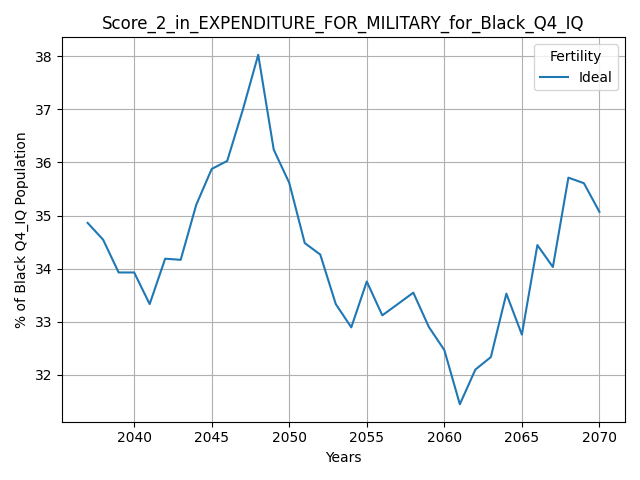 Score_2_in_EXPENDITURE_FOR_MILITARY_for_Black_Q4_IQ
Fertility
Ideal
% of Black Q4_IQ Population
38
37
36
35
34
33
32
2040
2045
2050
2055
2060
2065
2070
Years